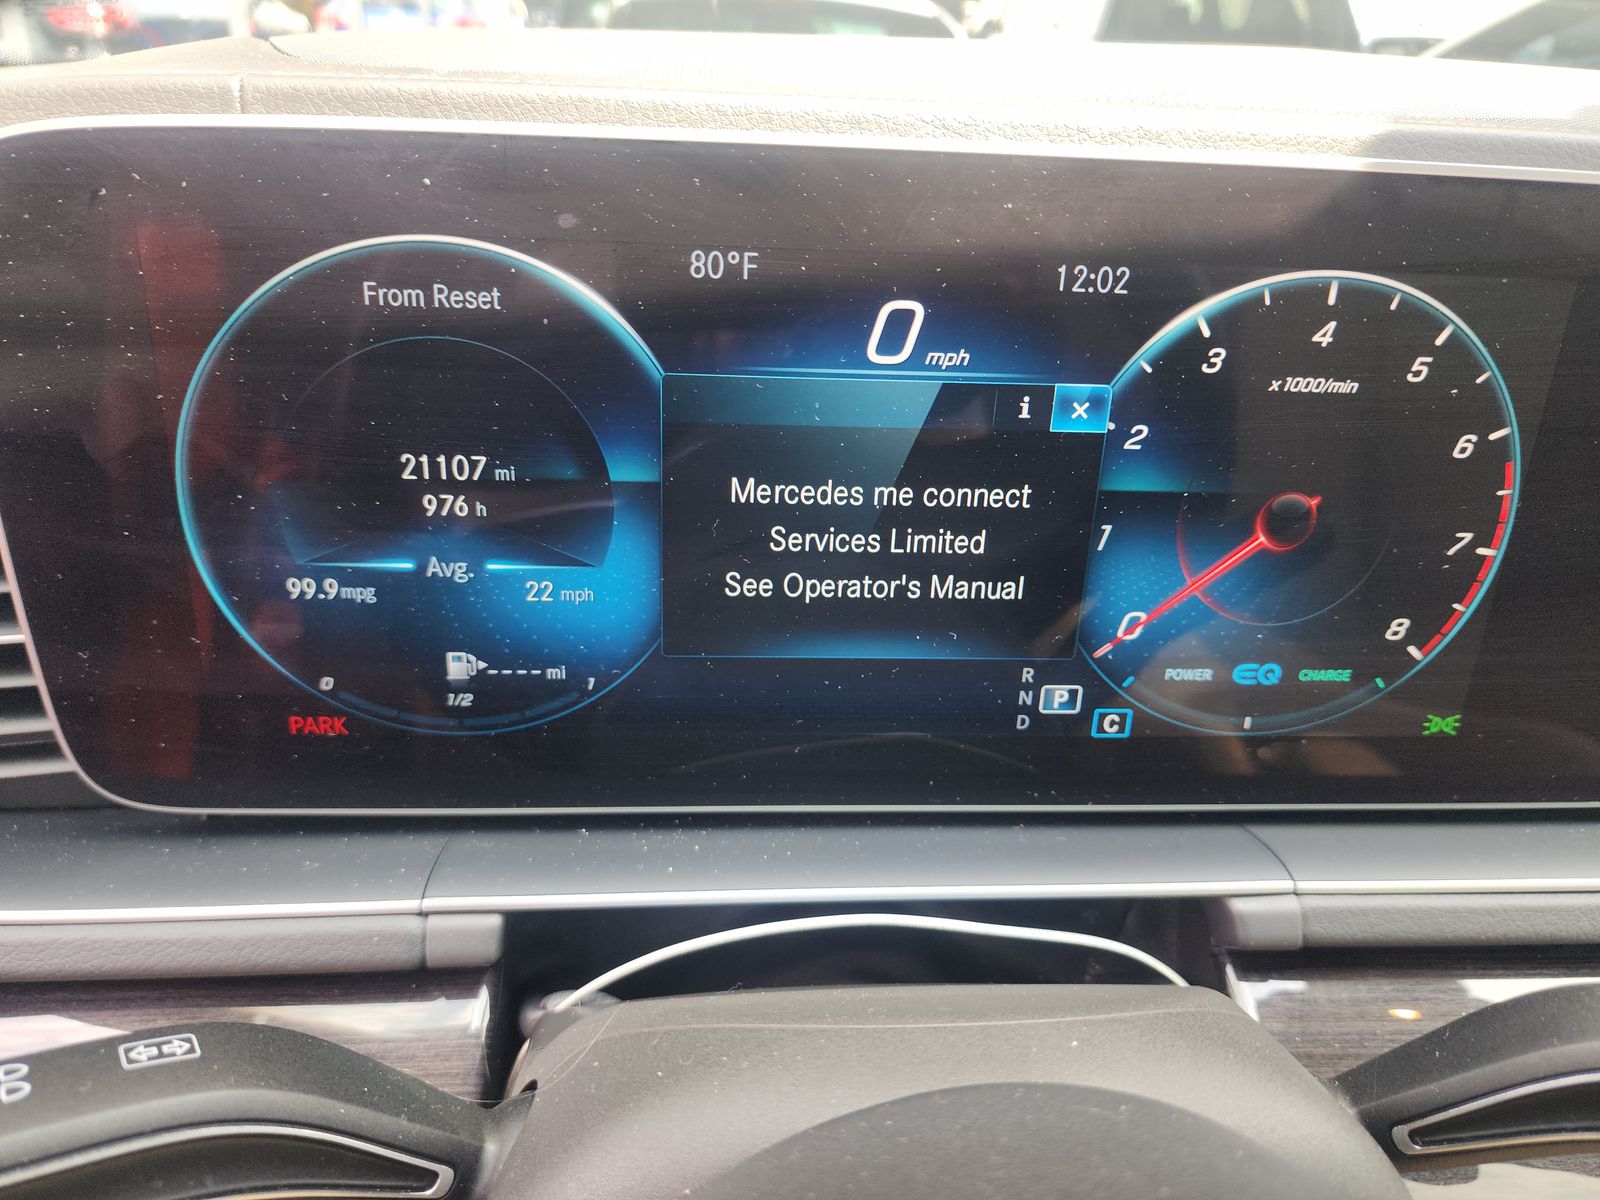 80°F
12:02
From Reset
0 mph
21107 mi
976 h
Avg.
99.9 mpg
22 mph
---- mi
0
1/2
1
PARK
i
×
Mercedes me connect
Services Limited
See Operator's Manual
R
N
D
P
C
0
1
2
3
4
5
6
7
8
x1000/min
POWER
EQ
CHARGE